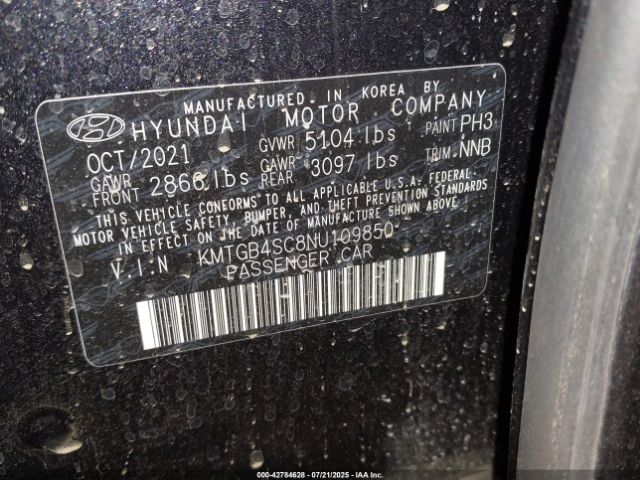 MANUFACTURED IN KOREA BY
HYUNDAI MOTOR COMPANY
OCT/2021 GVWR 5104 lbs PAINT PH3
GAWR FRONT 2866 lbs GAWR REAR 3097 lbs TRIM NNB
THIS VEHICLE CONFORMS TO ALL APPLICABLE U.S.A. FEDERAL
MOTOR VEHICLE SAFETY, BUMPER, AND THEFT PREVENTION STANDARDS
IN EFFECT ON THE DATE OF MANUFACTURE SHOWN ABOVE.
V I N KMTGB4SC8NU109850
PASSENGER CAR
000-42784628 - 07/21/2025 - IAAI.COM